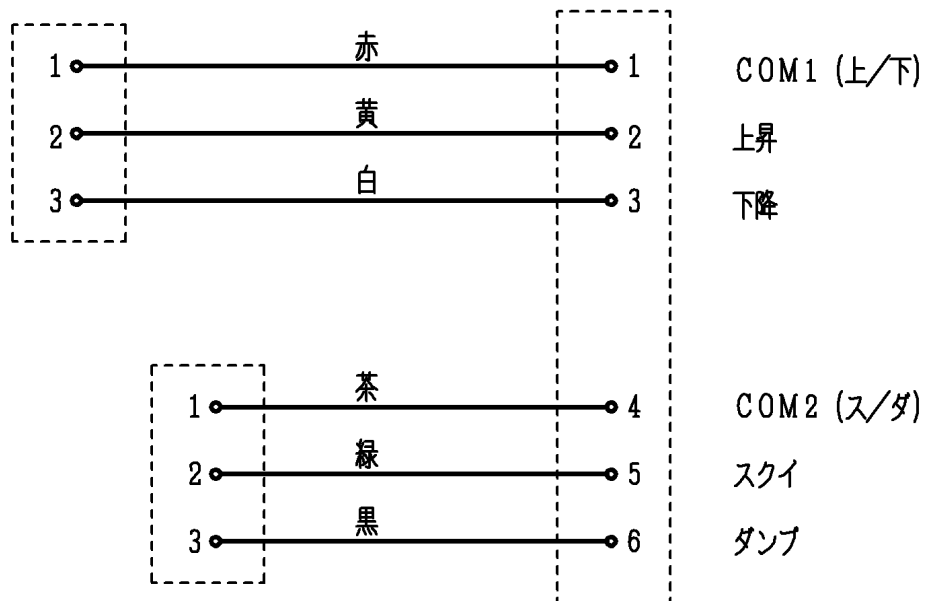 赤
1 1 COM1 (上/下)
黄
2 2 上昇
白
3 3 下降
茶
1 4 COM2 (ス/ダ)
緑
2 5 スクイ
黒
3 6 ダンプ